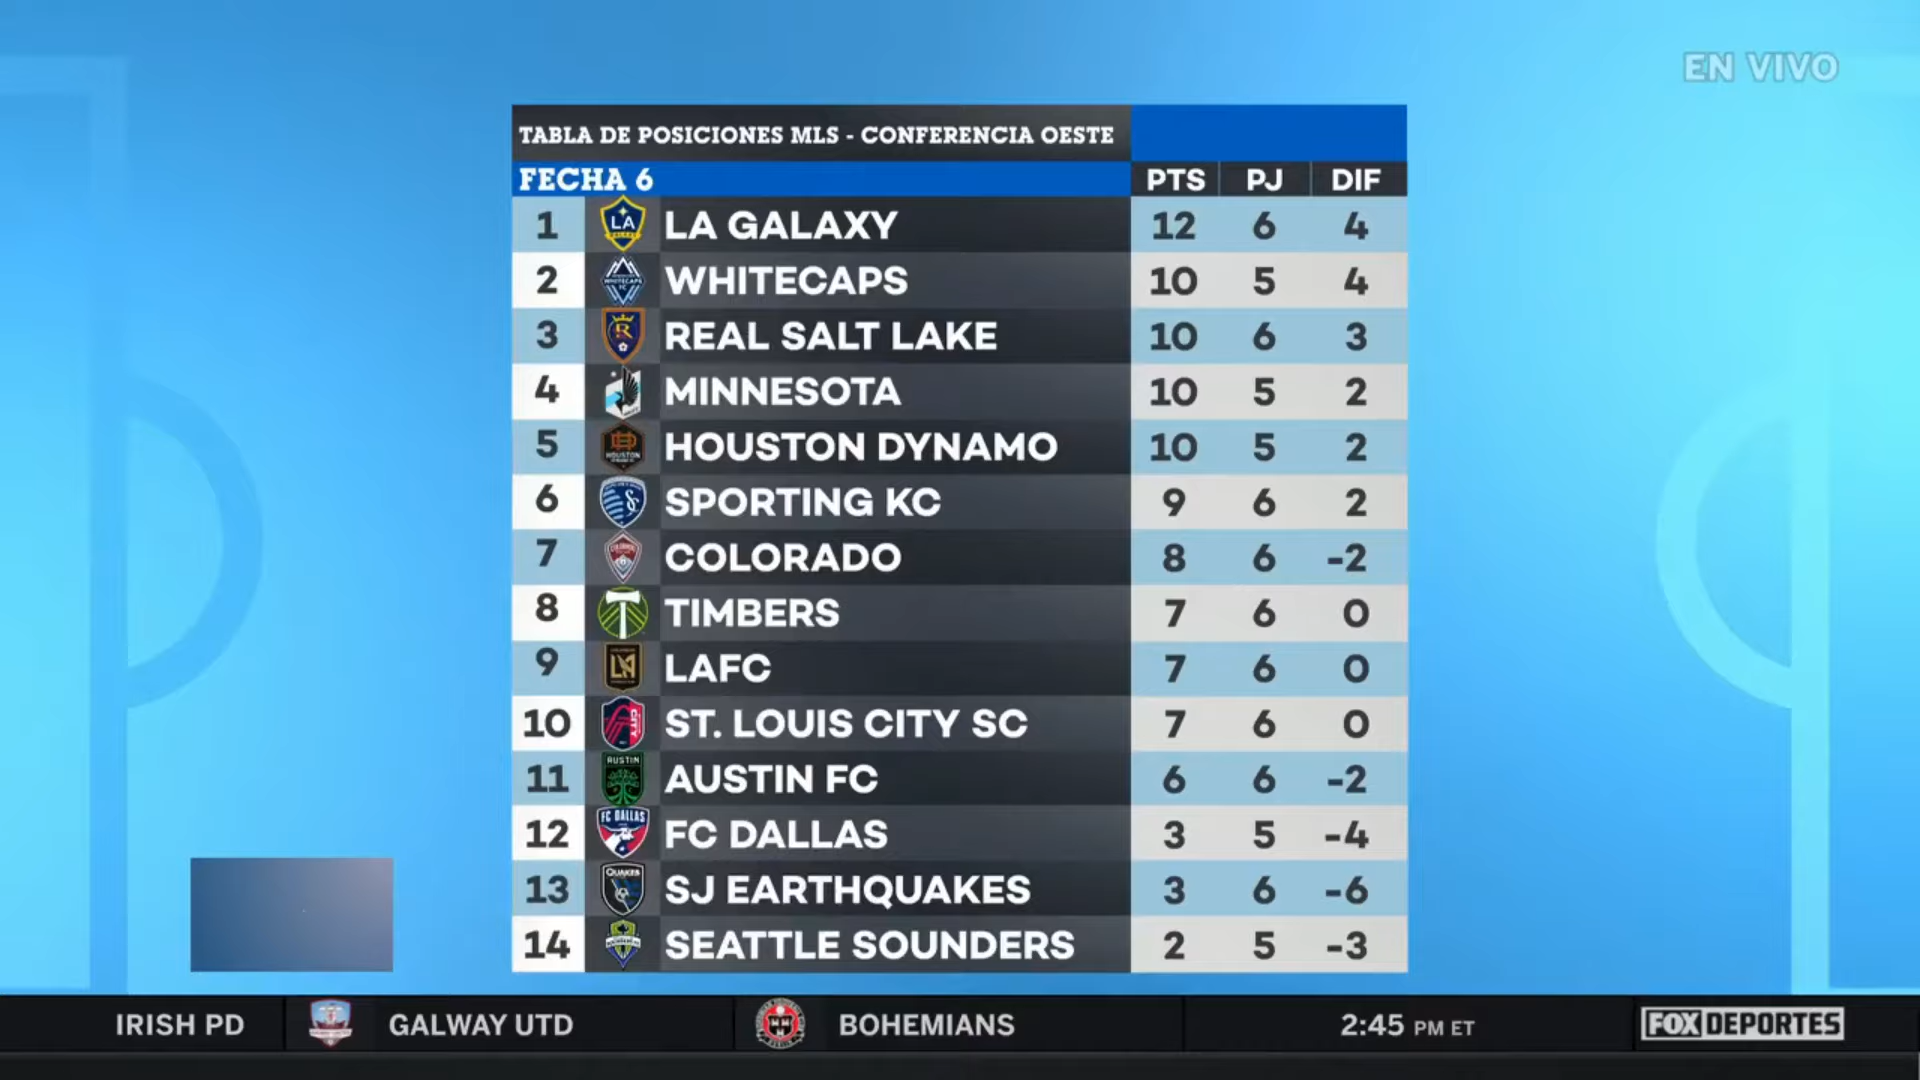 EN VIVO
TABLA DE POSICIONES MLS - CONFERENCIA OESTE
FECHA 6 PTS PJ DIF
1 LA GALAXY 12 6 4
2 WHITECAPS 10 5 4
3 REAL SALT LAKE 10 6 3
4 MINNESOTA 10 5 2
5 HOUSTON DYNAMO 10 5 2
6 SPORTING KC 9 6 2
7 COLORADO 8 6 -2
8 TIMBERS 7 6 0
9 LAFC 7 6 0
10 ST. LOUIS CITY SC 7 6 0
11 AUSTIN FC 6 6 -2
12 FC DALLAS 3 5 -4
13 SJ EARTHQUAKES 3 6 -6
14 SEATTLE SOUNDERS 2 5 -3
IRISH PD GALWAY UTD BOHEMIANS 2:45 PM ET FOX DEPORTES